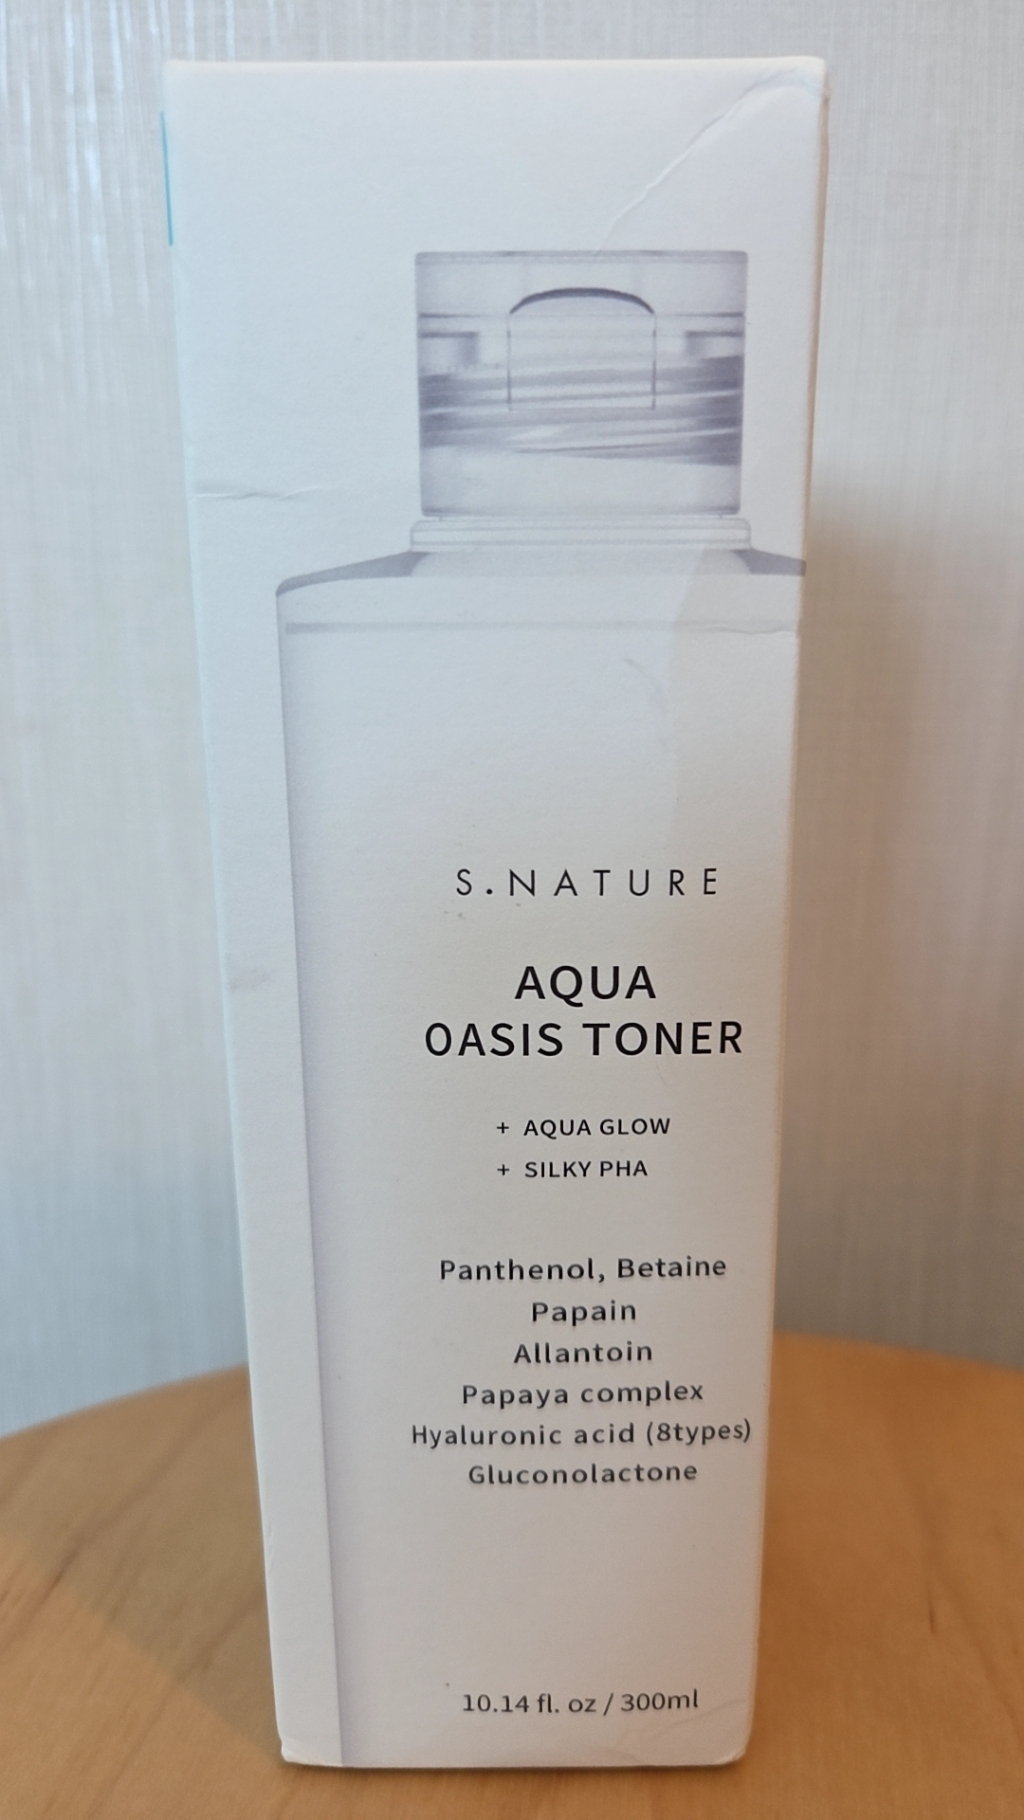 S.NATURE
AQUA
OASIS TONER
+ AQUA GLOW
+ SILKY PHA
Panthenol, Betaine
Papain
Allantoin
Papaya complex
Hyaluronic acid (8types)
Gluconolactone
10.14 fl. oz / 300ml